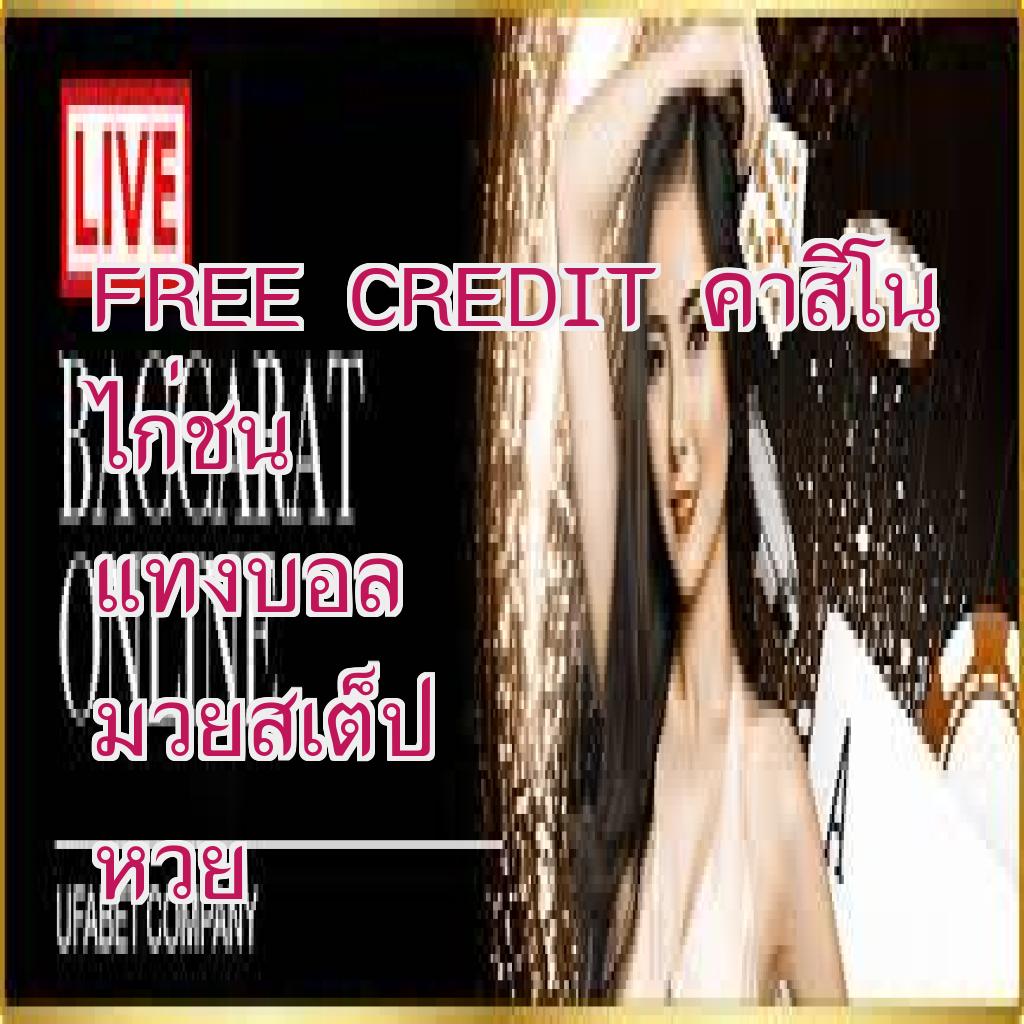 LIVE
FREE CREDIT คาสิโน
BACCARAT
ไก่ชน
ONLINE
แทงบอล
มวยสเต็ป
หวย
UFABET COMPANY
A